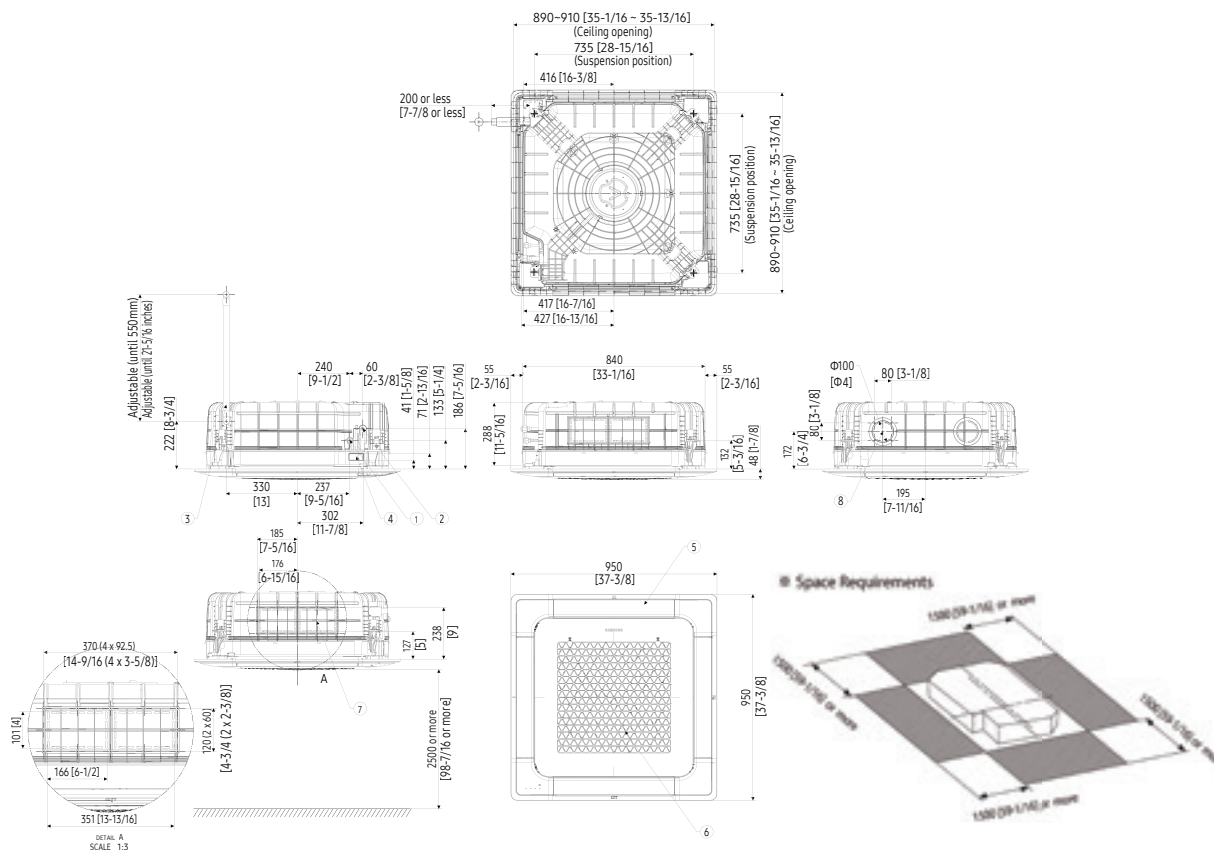 890~910 [35-1/16 ~ 35-13/16]
(Ceiling opening)
735 [28-15/16]
(Suspension position)
416 [16-3/8]
200 or less
[7-7/8 or less]
735 [28-15/16]
(Suspension position)
890~910 [35-1/16 ~ 35-13/16]
(Ceiling opening)
417 [16-7/16]
427 [16-13/16]
Adjustable (until 550mm)
Adjustable (until 21-5/16 inches)
222 [8-3/4]
240
[9-1/2]
60
[2-3/8]
41 [1-5/8]
71 [2-13/16]
133 [5-1/4]
186 [7-5/16]
330
[13]
237
[9-5/16]
302
[11-7/8]
3
4
1
2
55
[2-3/16]
840
[33-1/16]
55
[2-3/16]
288
[11-5/16]
132
[5-3/16]
48 [1-7/8]
Φ100
[Φ4]
80 [3-1/8]
80 [3-1/8]
172
[6-3/4]
8
195
[7-11/16]
185
[7-5/16]
176
[6-15/16]
238
[9]
127
[5]
A
7
2500 or more
[98-7/16 or more]
370 (4 x 92.5)
[14-9/16 (4 x 3-5/8)]
101 [4]
120 (2 x 60)
[4-3/4 (2 x 2-3/8)]
166 [6-1/2]
351 [13-13/16]
DETAIL A
SCALE 1:3
5
950
[37-3/8]
SAMSUNG
950
[37-3/8]
6
※ Space Requirements
1500 (59-1/16) or more
1500 (59-1/16) or more
1500 (59-1/16) or more
1500 (59-1/16) or more